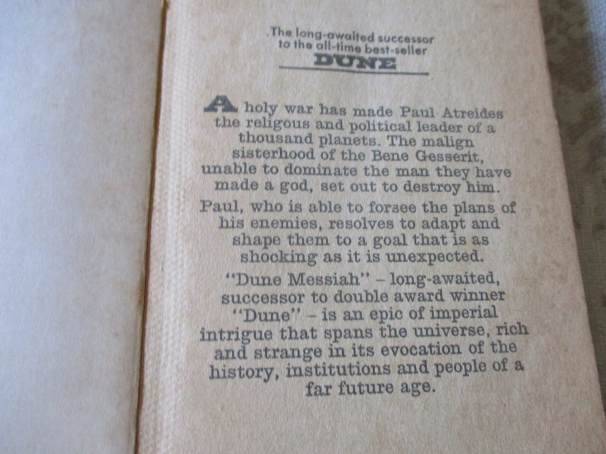 The long-awaited successor
to the all-time best-seller
DUNE
A holy war has made Paul Atreides
the religous and political leader of a
thousand planets. The malign
sisterhood of the Bene Gesserit,
unable to dominate the man they have
made a god, set out to destroy him.
Paul, who is able to forsee the plans of
his enemies, resolves to adapt and
shape them to a goal that is as
shocking as it is unexpected.
"Dune Messiah" – long-awaited,
successor to double award winner
"Dune" – is an epic of imperial
intrigue that spans the universe, rich
and strange in its evocation of the
history, institutions and people of a
far future age.